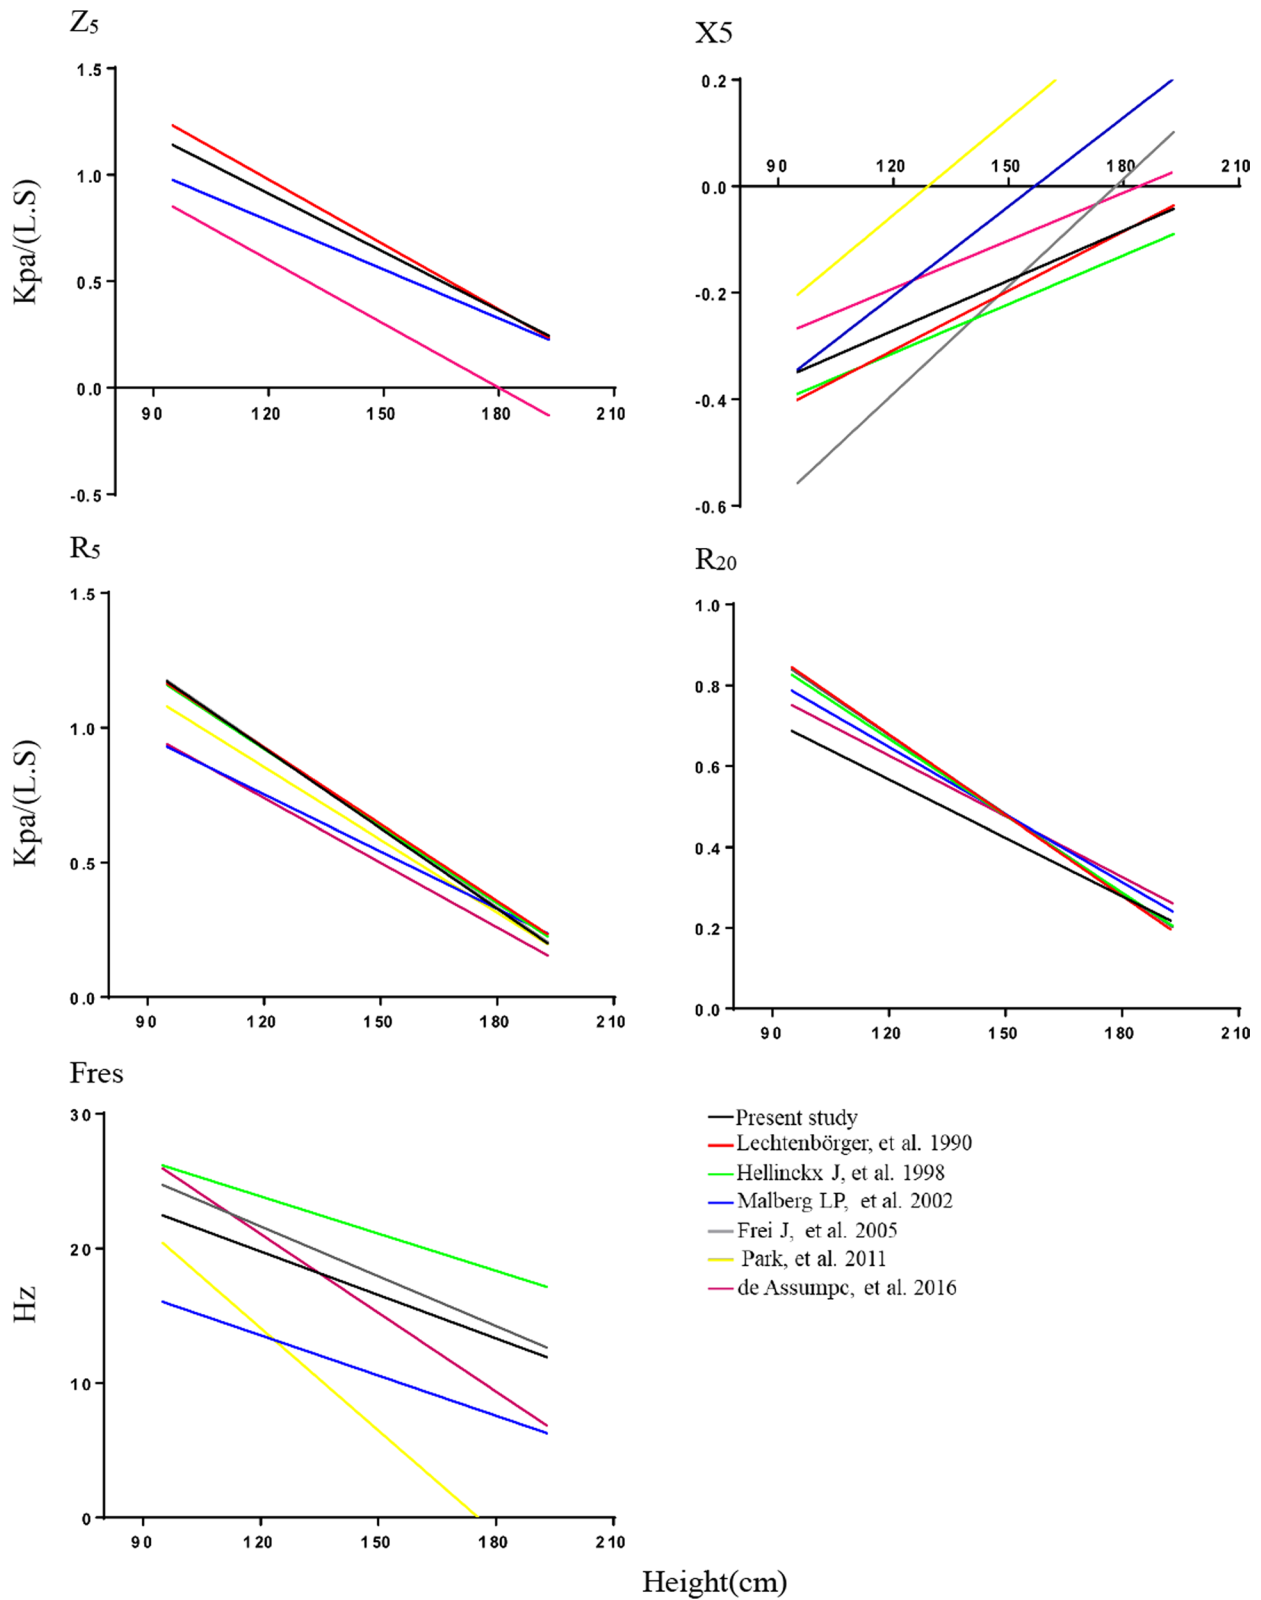 Z5
1.5
1.0
0.5
0.0
-0.5
90 120 150 180 210
Kpa/(L.S)
X5
0.2
0.0
-0.2
-0.4
-0.6
90 120 150 180 210
R5
1.5
1.0
0.5
0.0
90 120 150 180 210
Kpa/(L.S)
R20
1.0
0.8
0.6
0.4
0.2
0.0
90 120 150 180 210
Fres
30
20
10
0
90 120 150 180 210
Hz
Present study
Lechtenbörger, et al. 1990
Hellinckx J, et al. 1998
Malberg LP, et al. 2002
Frei J, et al. 2005
Park, et al. 2011
de Assumpc, et al. 2016
Height(cm)